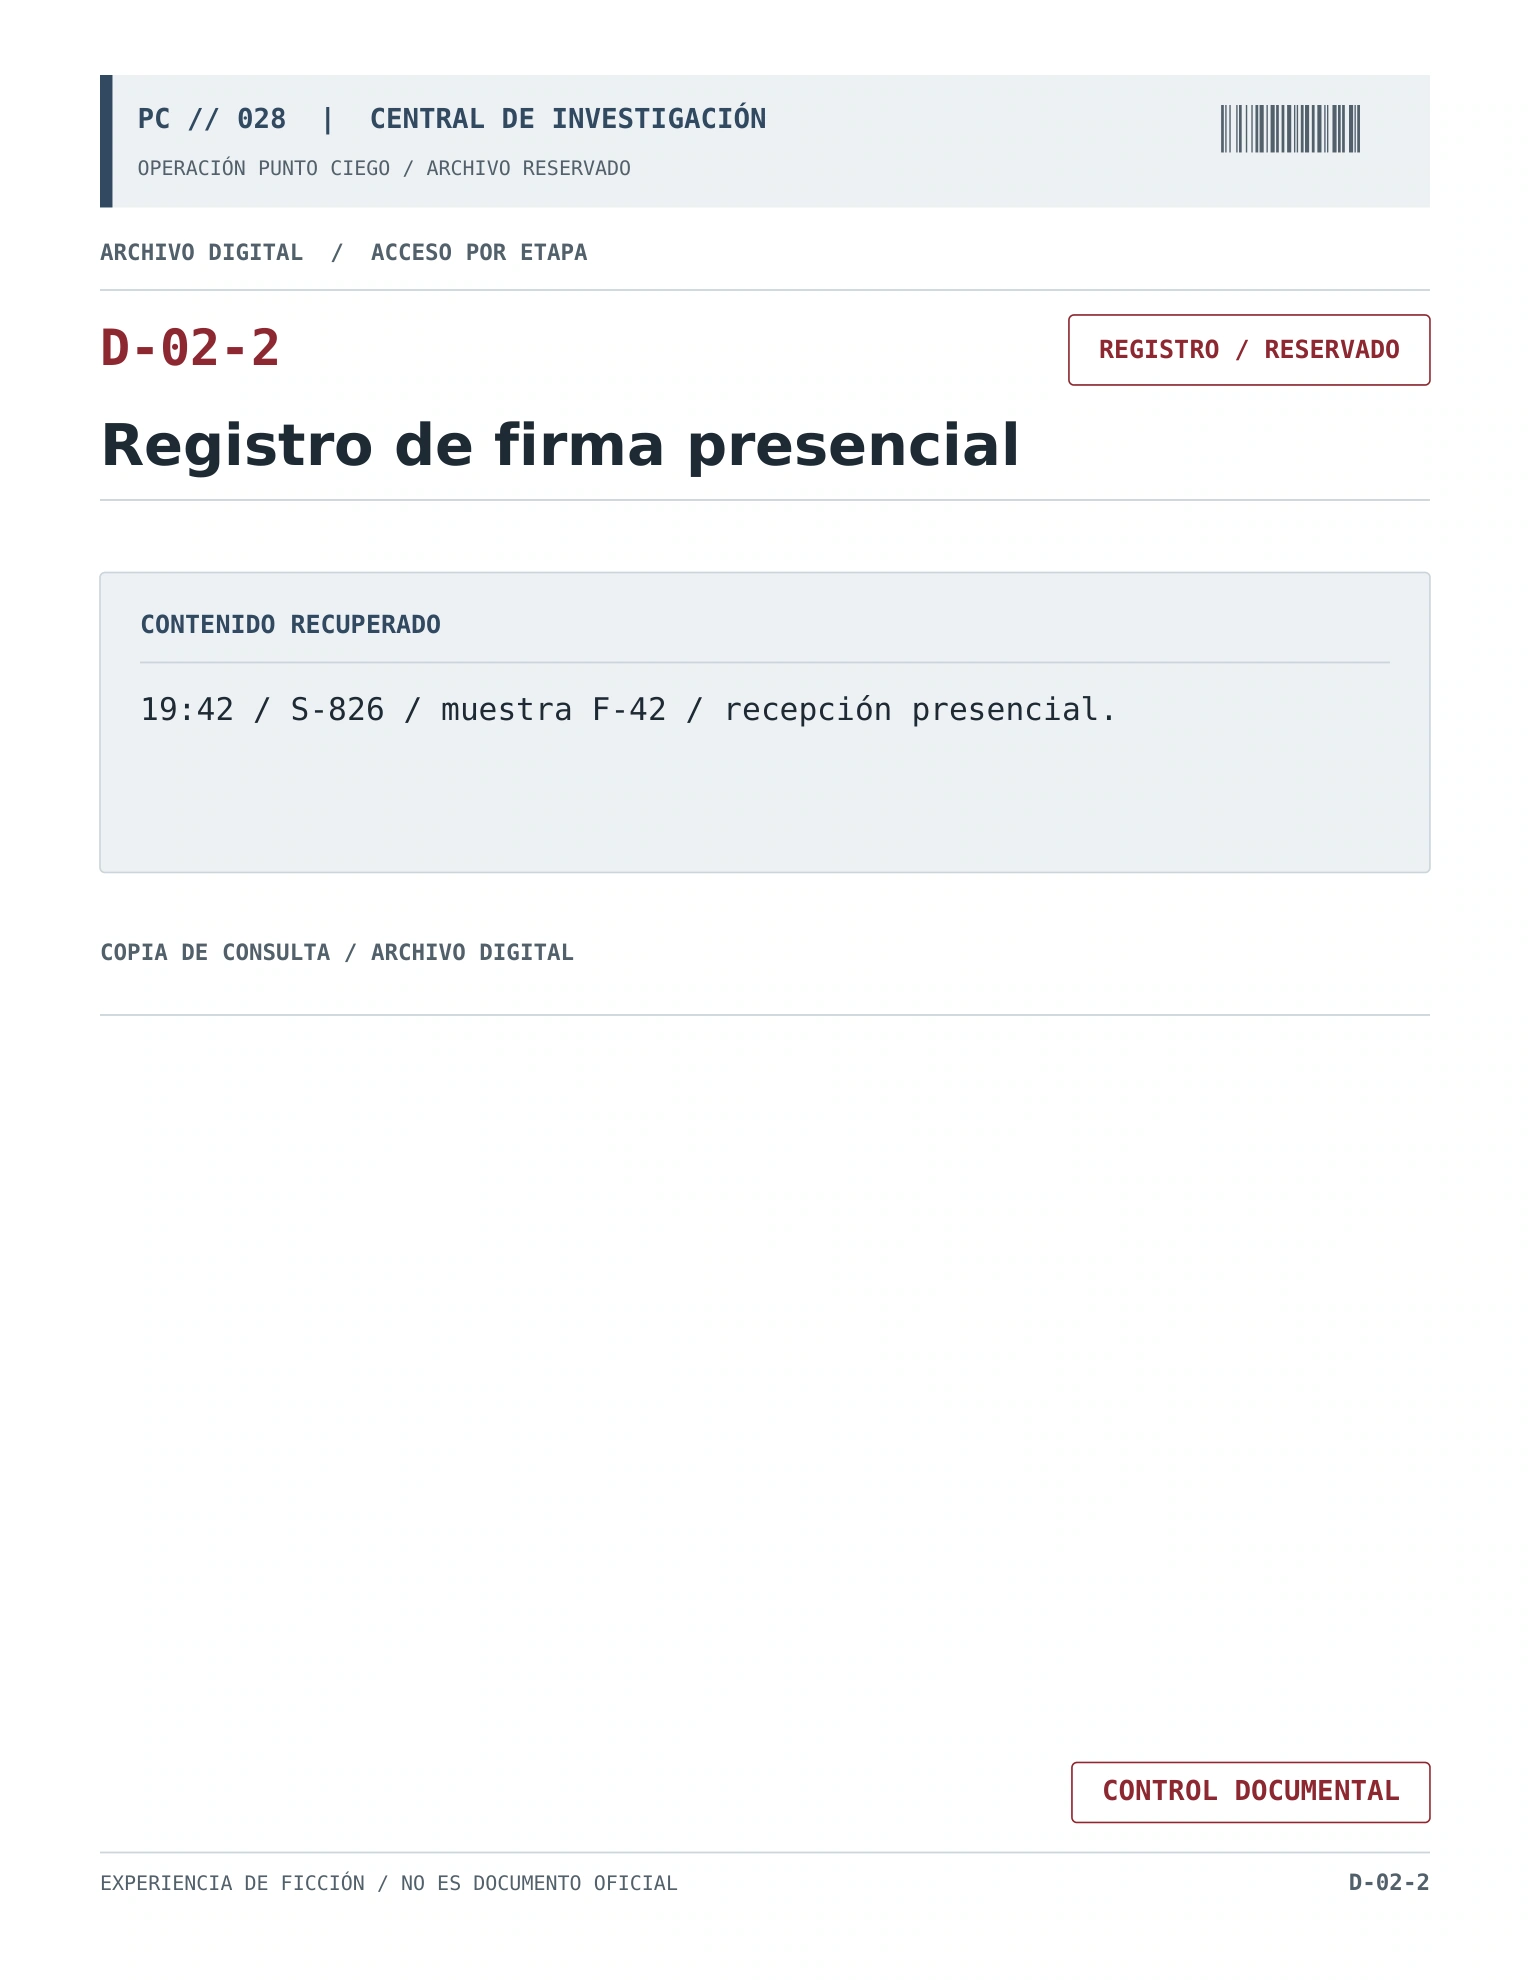 PC // 028 | CENTRAL DE INVESTIGACIÓN
OPERACIÓN PUNTO CIEGO / ARCHIVO RESERVADO
ARCHIVO DIGITAL / ACCESO POR ETAPA
D-02-2
REGISTRO / RESERVADO
Registro de firma presencial
CONTENIDO RECUPERADO
19:42 / S-826 / muestra F-42 / recepción presencial.
COPIA DE CONSULTA / ARCHIVO DIGITAL
CONTROL DOCUMENTAL
EXPERIENCIA DE FICCIÓN / NO ES DOCUMENTO OFICIAL
D-02-2